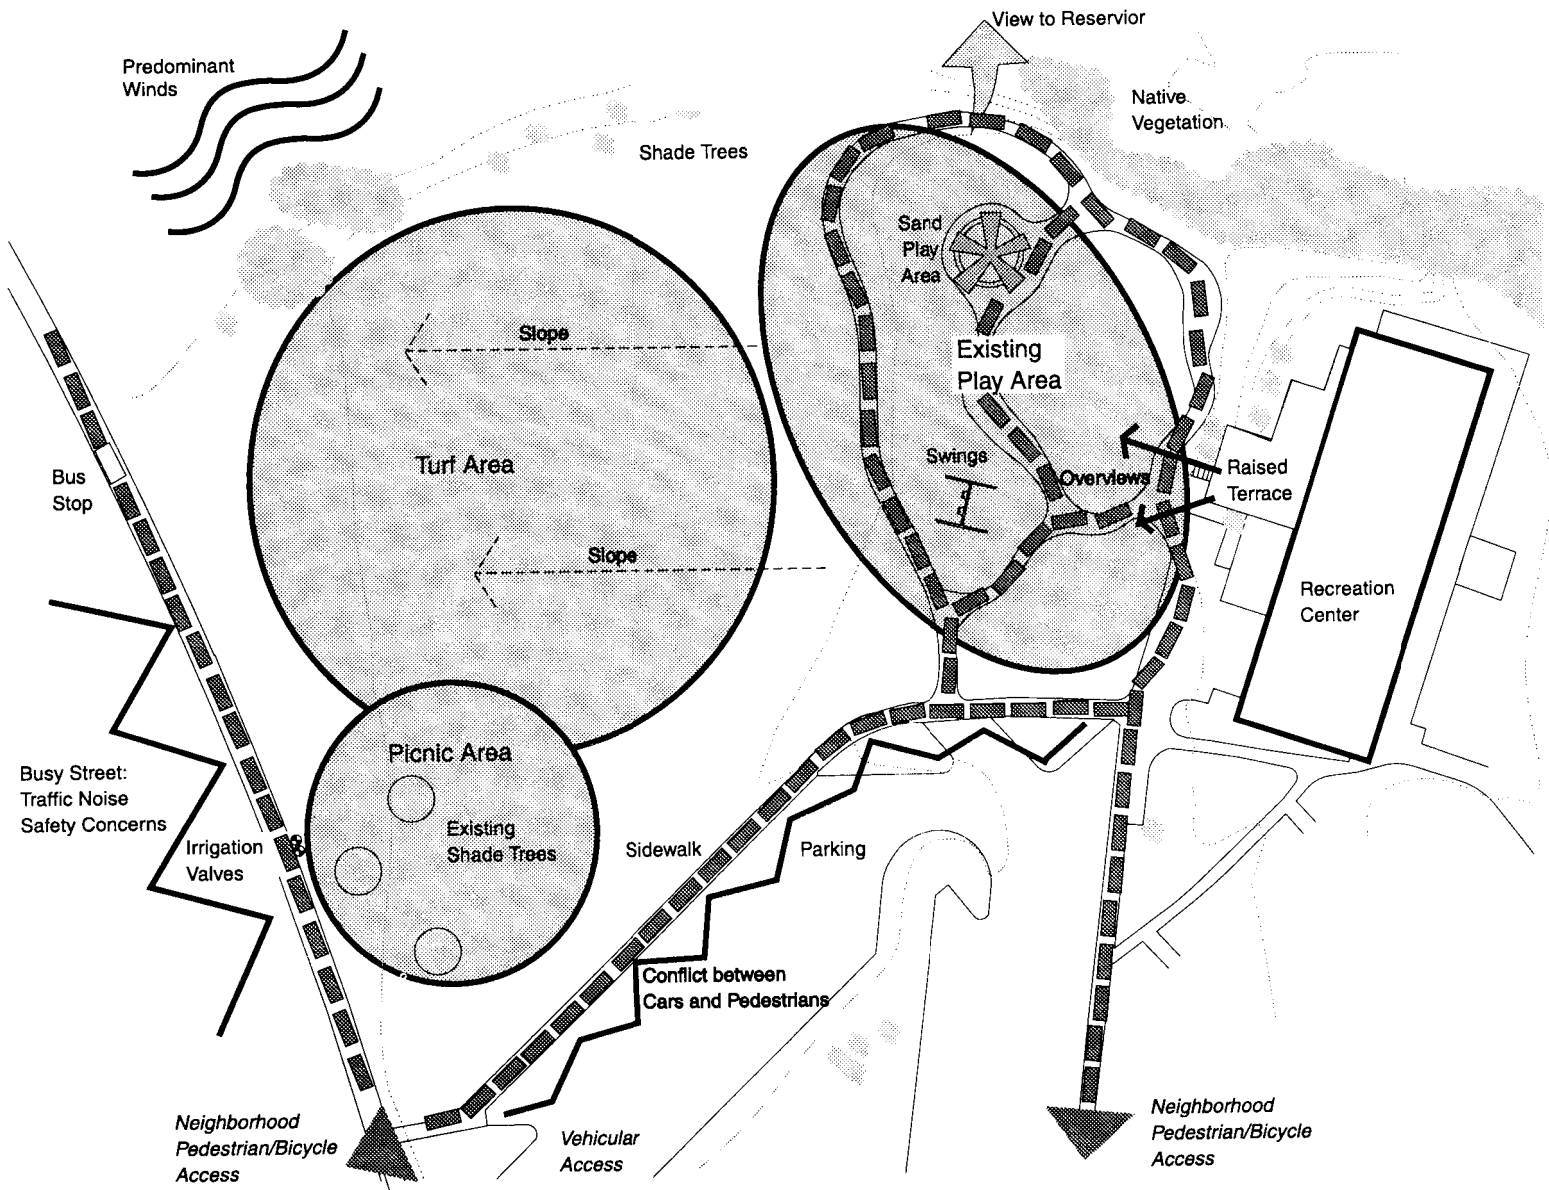 View to Reservior
Predominant
Winds
Native
Vegetation
Shade Trees
Sand
Play
Area
Slope
Existing
Play Area
Turf Area
Swings
Overviews
Raised
Terrace
Bus
Stop
Slope
Recreation
Center
Picnic Area
Busy Street:
Traffic Noise
Safety Concerns
Existing
Shade Trees
Irrigation
Valves
Sidewalk
Parking
Conflict between
Cars and Pedestrians
Neighborhood
Pedestrian/Bicycle
Access
Vehicular
Access
Neighborhood
Pedestrian/Bicycle
Access